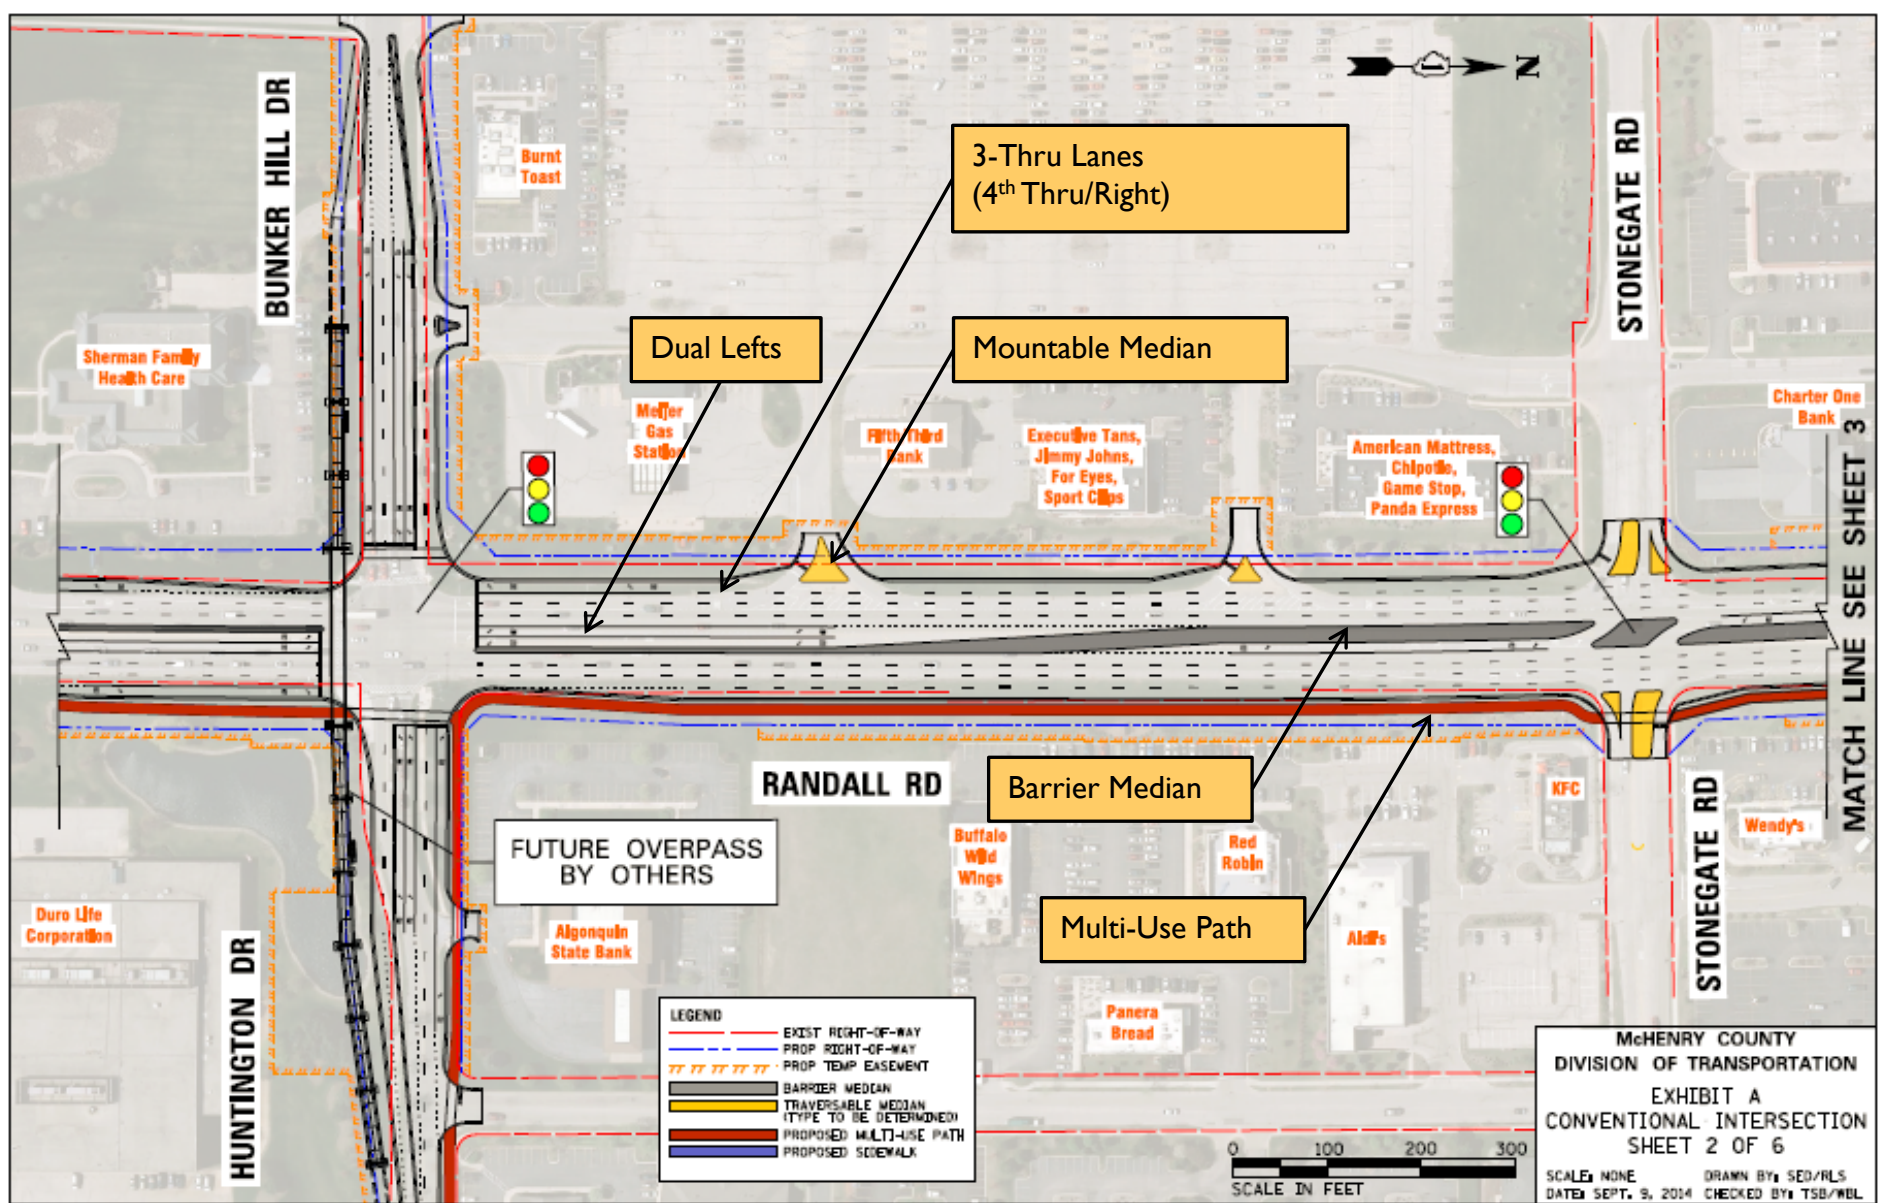 BUNKER HILL DR
Burnt
Toast
3-Thru Lanes
(4th Thru/Right)
N
STONEGATE RD
Sherman Family
Health Care
Dual Lefts
Mountable Median
Meijer
Gas
Station
Fifth Third
Bank
Executive Tans,
Jimmy Johns,
For Eyes,
Sport Clips
American Mattress,
Chipotle,
Game Stop,
Panda Express
Charter One
Bank
MATCH LINE SEE SHEET 3
RANDALL RD
Barrier Median
KFC
STONEGATE RD
Wendy's
FUTURE OVERPASS
BY OTHERS
Buffalo
Wild
Wings
Red
Robin
Multi-Use Path
Aldi's
Duro Life
Corporation
HUNTINGTON DR
Algonquin
State Bank
Panera
Bread
LEGEND
EXIST RIGHT-OF-WAY
PROP RIGHT-OF-WAY
PROP TEMP EASEMENT
BARRIER MEDIAN
TRAVERSABLE MEDIAN
(TYPE TO BE DETERMINED)
PROPOSED MULTI-USE PATH
PROPOSED SIDEWALK
0 100 200 300
SCALE IN FEET
McHENRY COUNTY
DIVISION OF TRANSPORTATION
EXHIBIT A
CONVENTIONAL INTERSECTION
SHEET 2 OF 6
SCALE: NONE DRAWN BY: SED/RLS
DATE: SEPT. 9, 2014 CHECKED BY: TSB/WBL